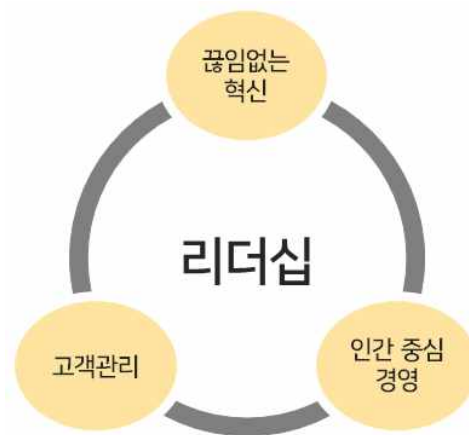 끊임없는
혁신
리더십
고객관리
인간 중심
경영